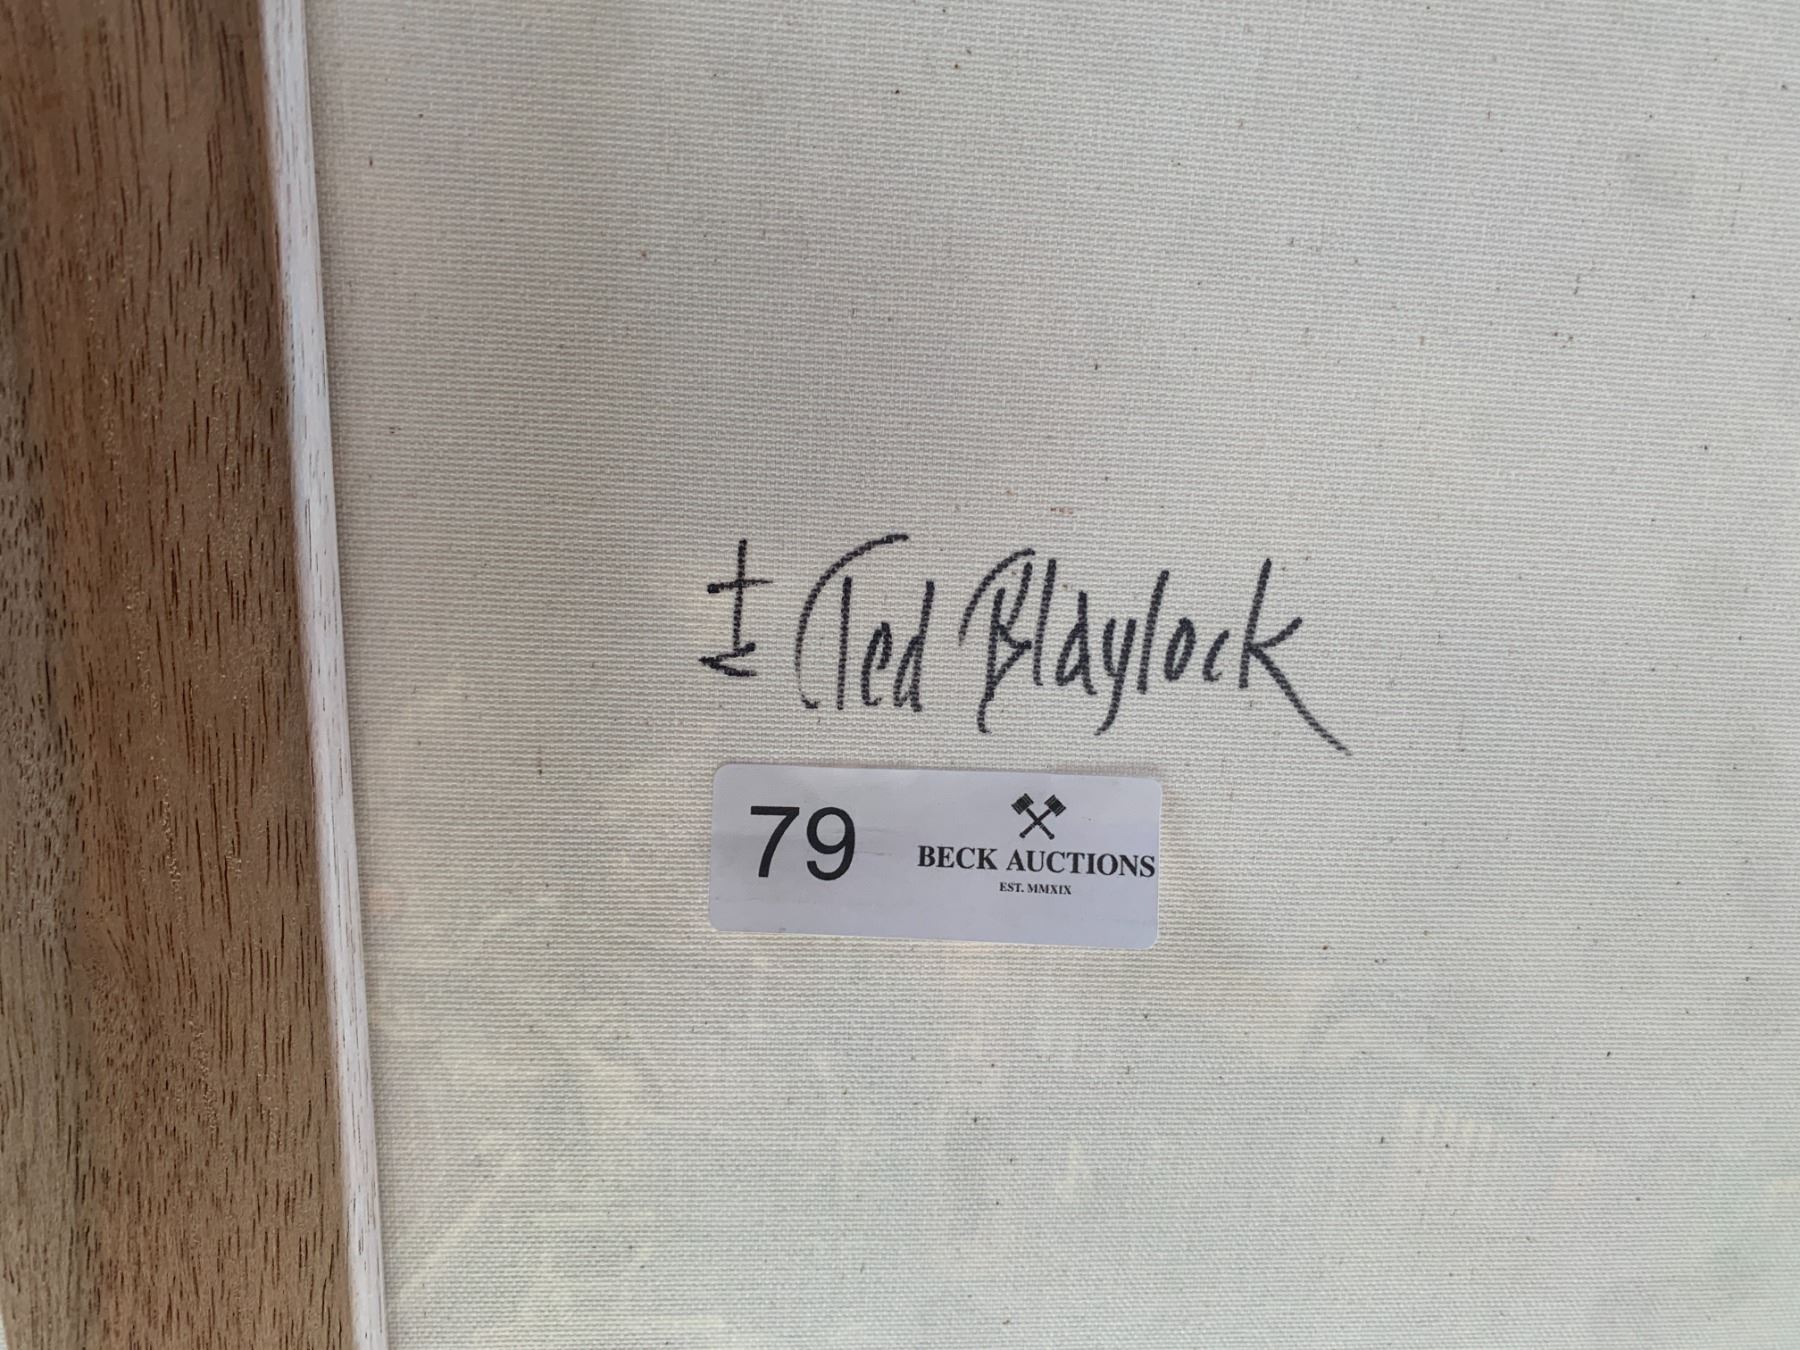 Ted Blaylock
79
BECK AUCTIONS
EST. MMXIX